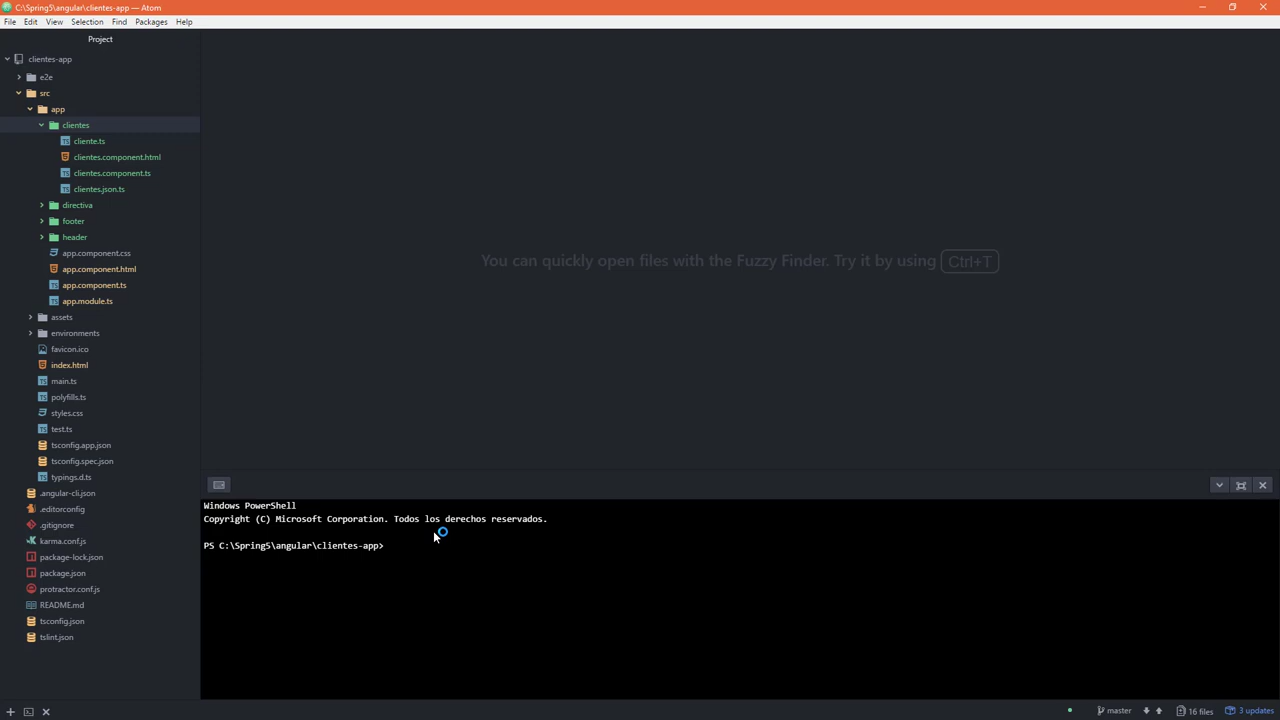 C:\Spring5\angular\clientes-app — Atom
File Edit View Selection Find Packages Help
Project
clientes-app
e2e
src
app
clientes
cliente.ts
clientes.component.html
clientes.component.ts
clientes.json.ts
directiva
footer
header
app.component.css
app.component.html
app.component.ts
app.module.ts
assets
environments
favicon.ico
index.html
main.ts
polyfills.ts
styles.css
test.ts
tsconfig.app.json
tsconfig.spec.json
typings.d.ts
.angular-cli.json
.editorconfig
.gitignore
karma.conf.js
package-lock.json
package.json
protractor.conf.js
README.md
tsconfig.json
tslint.json
You can quickly open files with the Fuzzy Finder. Try it by using Ctrl+T
Windows PowerShell
Copyright (C) Microsoft Corporation. Todos los derechos reservados.
PS C:\Spring5\angular\clientes-app>
master 16 files 3 updates